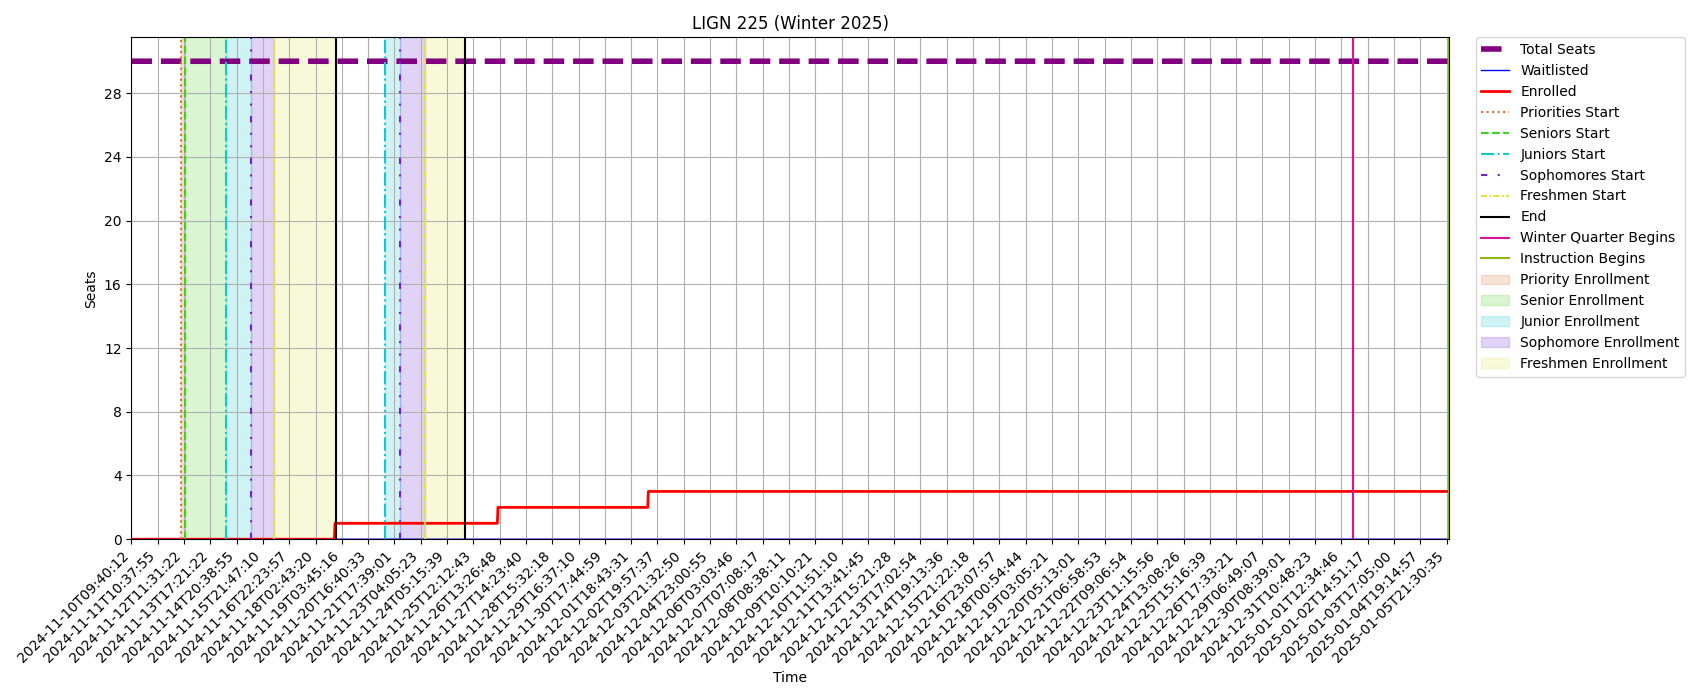 LIGN 225 (Winter 2025)
Seats
28
24
20
16
12
8
4
0
2024-11-10T09:40:12
2024-11-11T10:37:55
2024-11-12T11:31:22
2024-11-13T17:21:22
2024-11-14T20:38:55
2024-11-15T21:47:10
2024-11-16T22:23:57
2024-11-18T02:43:20
2024-11-19T03:45:16
2024-11-20T16:40:33
2024-11-21T17:39:01
2024-11-23T04:05:23
2024-11-24T05:15:39
2024-11-25T12:12:43
2024-11-26T13:26:48
2024-11-27T14:23:40
2024-11-28T15:32:18
2024-11-29T16:37:10
2024-11-30T17:44:59
2024-12-01T18:43:31
2024-12-02T19:57:37
2024-12-03T21:32:50
2024-12-04T23:00:55
2024-12-06T03:03:46
2024-12-07T07:08:17
2024-12-08T08:38:11
2024-12-09T10:10:21
2024-12-10T11:51:10
2024-12-11T13:41:45
2024-12-12T15:21:28
2024-12-13T17:02:54
2024-12-14T19:13:36
2024-12-15T21:22:18
2024-12-16T23:07:57
2024-12-18T00:54:44
2024-12-19T03:05:21
2024-12-20T05:13:01
2024-12-21T06:58:53
2024-12-22T09:06:54
2024-12-23T11:15:56
2024-12-24T13:08:26
2024-12-25T15:16:39
2024-12-26T17:33:21
2024-12-29T06:49:07
2024-12-30T08:39:01
2024-12-31T10:48:23
2025-01-01T12:34:46
2025-01-02T14:51:17
2025-01-03T17:05:00
2025-01-04T19:14:57
2025-01-05T21:30:35
Time
Total Seats
Waitlisted
Enrolled
Priorities Start
Seniors Start
Juniors Start
Sophomores Start
Freshmen Start
End
Winter Quarter Begins
Instruction Begins
Priority Enrollment
Senior Enrollment
Junior Enrollment
Sophomore Enrollment
Freshmen Enrollment